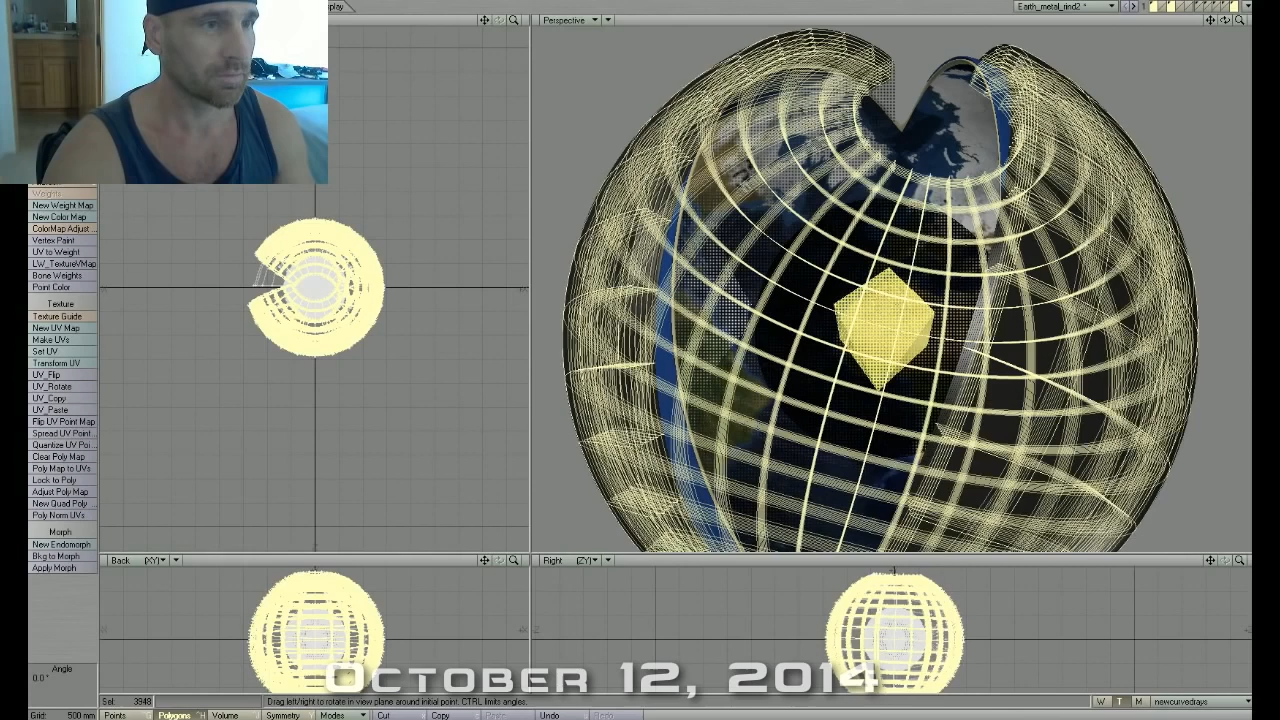 play
Earth_metal_rind2 *
1
Perspective
Weights
New Weight Map
New Color Map
ColorMap Adjust ...
Vertex Paint
UV to Weight
LW_TextureVMap
Bone Weights
Point Color
Texture
Texture Guide
New UV Map
Make UVs
Set UV
Transform UV
UV_Flip
UV_Rotate
UV_Copy
UV_Paste
Flip UV Point Map
Spread UV Point...
Quantize UV Poi...
Clear Poly Map
Poly Map to UVs
Lock to Poly
Adjust Poly Map
New Quad Poly ...
Poly Norm UVs
Morph
New Endomorph
Bkg to Morph
Apply Morph
Back (XY)
Right (ZY)
Angle
0.0°
October 12, 2014
Sel: 3948
Drag left/right to rotate in view plane around initial point. CTRL limits angles.
W T M newcurvedrays
Grid: 500 mm
Points
Polygons ^H
Volume
Symmetry
Modes
Cut
Copy
Paste
Undo
Redo